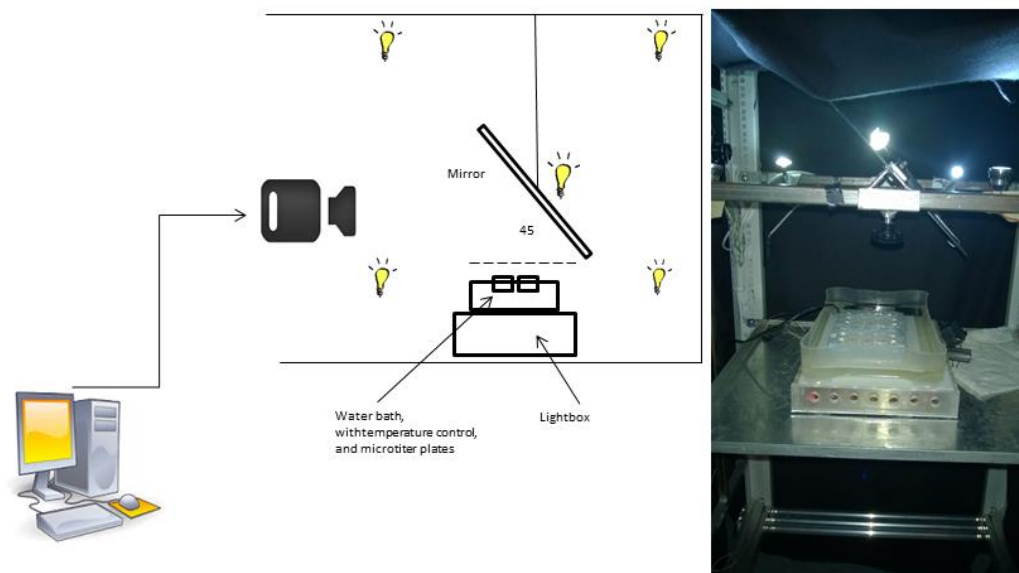 Mirror
45
Water bath,
withtemperature control,
and microtiter plates
Lightbox